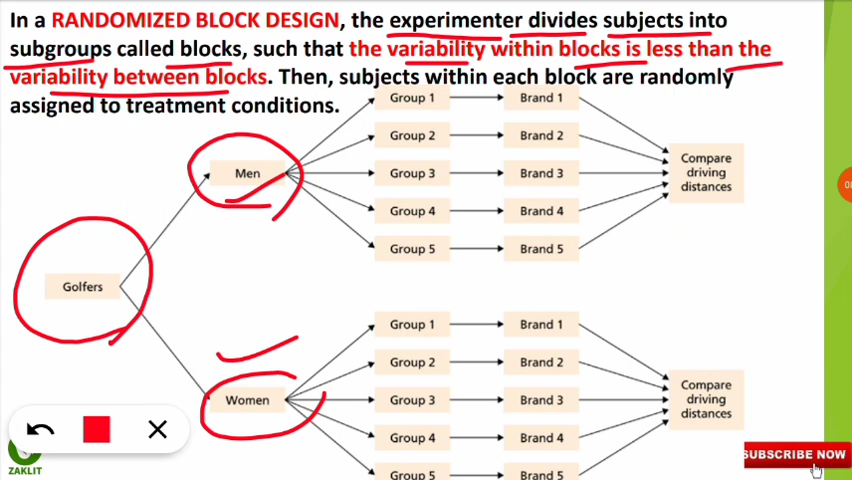 In a RANDOMIZED BLOCK DESIGN, the experimenter divides subjects into
subgroups called blocks, such that the variability within blocks is less than the
variability between blocks. Then, subjects within each block are randomly
assigned to treatment conditions.
Golfers
Men
Group 1
Brand 1
Group 2
Brand 2
Group 3
Brand 3
Group 4
Brand 4
Group 5
Brand 5
Compare
driving
distances
Women
Group 1
Brand 1
Group 2
Brand 2
Group 3
Brand 3
Group 4
Brand 4
Group 5
Brand 5
Compare
driving
distances
ZAKLIT
SUBSCRIBE NOW